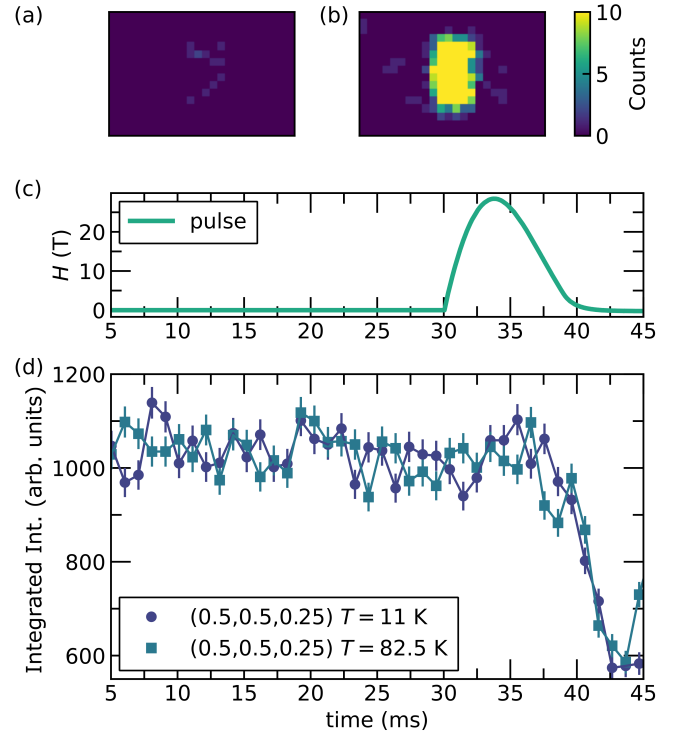 (a)
(b)
10
5
0
Counts
(c)
H (T)
20
10
0
pulse
5 10 15 20 25 30 35 40 45
(d)
Integrated Int. (arb. units)
1200
1000
800
600
(0.5,0.5,0.25) T = 11 K
(0.5,0.5,0.25) T = 82.5 K
5 10 15 20 25 30 35 40 45
time (ms)